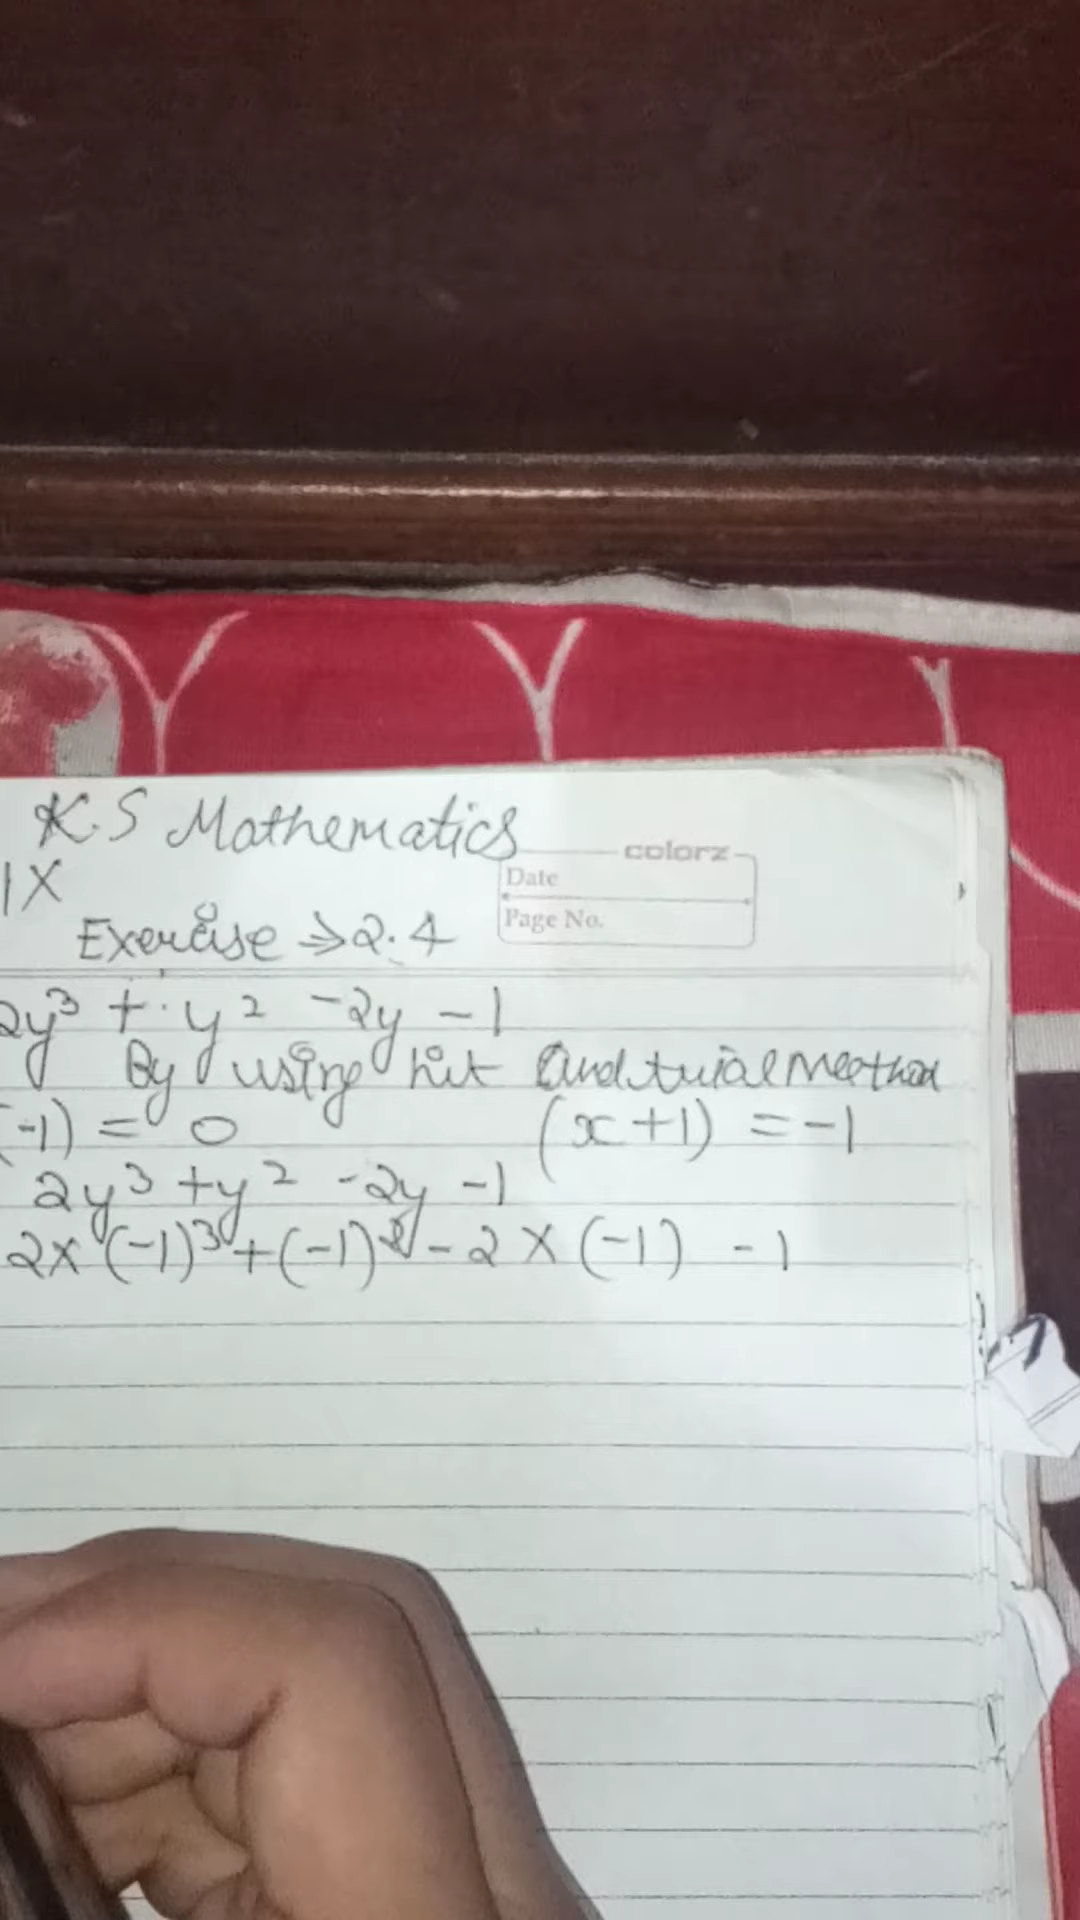 K.S Mathematics
colorz
IX
Date
Page No.
Exercise ⇒ 2.4
2y³ + y² -2y -1
By using hit and trial Method
(-1) = 0 (x+1) = -1
2y³ +y² -2y -1
2x (-1)³ +(-1)² - 2 x (-1) -1